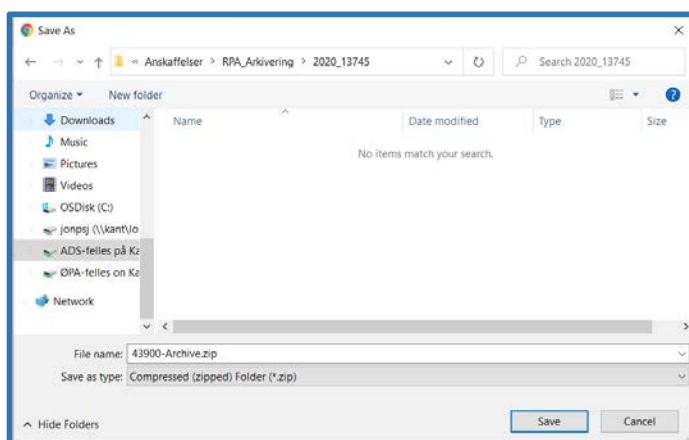 Save As
« Anskaffelser > RPA_Arkivering > 2020_13745
Search 2020_13745
Organize
New folder
Downloads
Music
Pictures
Videos
OSDisk (C:)
jonpsj (\\kant\lo
ADS-felles på Ka
ØPA-felles on Ka
Network
Name Date modified Type Size
No items match your search.
File name: 43900-Archive.zip
Save as type: Compressed (zipped) Folder (*.zip)
Hide Folders
Save
Cancel